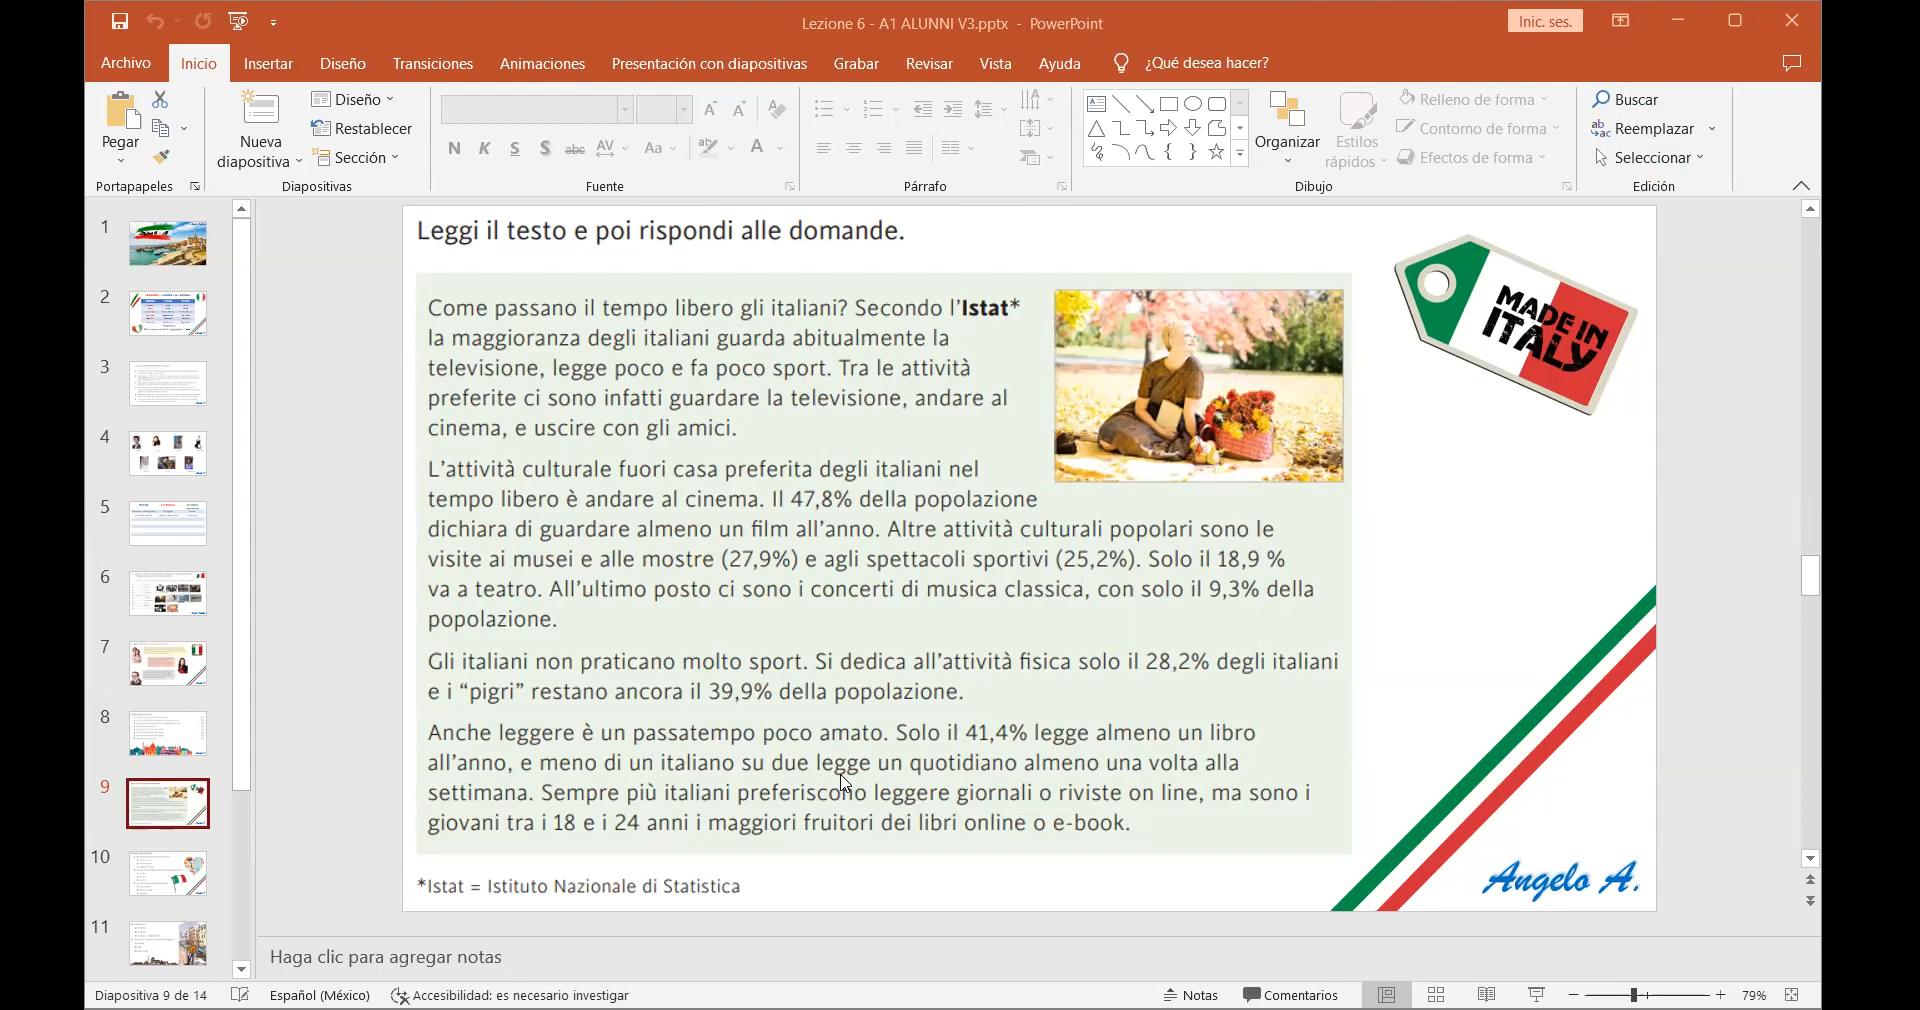 Lezione 6 - A1 ALUNNI V3.pptx - PowerPoint
Inic. ses.
Archivo Inicio Insertar Diseño Transiciones Animaciones Presentación con diapositivas Grabar Revisar Vista Ayuda ¿Qué desea hacer?
Pegar
Nueva diapositiva
Diseño
Restablecer
Sección
N K S S abc AV Aa A
Organizar
Estilos rápidos
Relleno de forma
Contorno de forma
Efectos de forma
Buscar
Reemplazar
Seleccionar
Portapapeles Diapositivas Fuente Párrafo Dibujo Edición
1
2
3
4
5
6
7
8
9
10
11
Leggi il testo e poi rispondi alle domande.
Come passano il tempo libero gli italiani? Secondo l'Istat*
la maggioranza degli italiani guarda abitualmente la
televisione, legge poco e fa poco sport. Tra le attività
preferite ci sono infatti guardare la televisione, andare al
cinema, e uscire con gli amici.
L'attività culturale fuori casa preferita degli italiani nel
tempo libero è andare al cinema. Il 47,8% della popolazione
dichiara di guardare almeno un film all'anno. Altre attività culturali popolari sono le
visite ai musei e alle mostre (27,9%) e agli spettacoli sportivi (25,2%). Solo il 18,9 %
va a teatro. All'ultimo posto ci sono i concerti di musica classica, con solo il 9,3% della
popolazione.
Gli italiani non praticano molto sport. Si dedica all'attività fisica solo il 28,2% degli italiani
e i “pigri” restano ancora il 39,9% della popolazione.
Anche leggere è un passatempo poco amato. Solo il 41,4% legge almeno un libro
all'anno, e meno di un italiano su due legge un quotidiano almeno una volta alla
settimana. Sempre più italiani preferiscono leggere giornali o riviste on line, ma sono i
giovani tra i 18 e i 24 anni i maggiori fruitori dei libri online o e-book.
*Istat = Istituto Nazionale di Statistica
MADE IN
ITALY
Angelo A.
Haga clic para agregar notas
Diapositiva 9 de 14 Español (México) Accesibilidad: es necesario investigar Notas Comentarios 79%